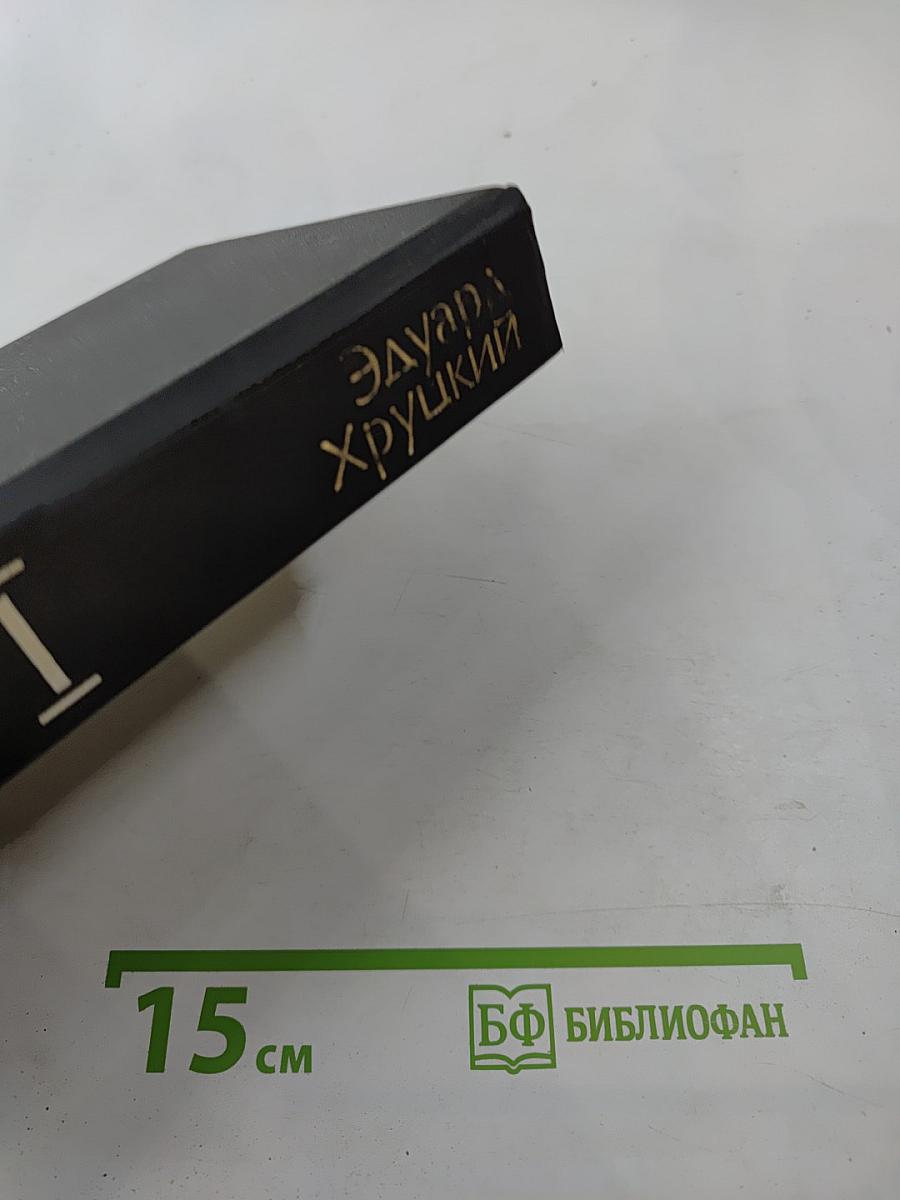 Эдуард
Хруцкий
I
15 см
БФ БИБЛИОФАН